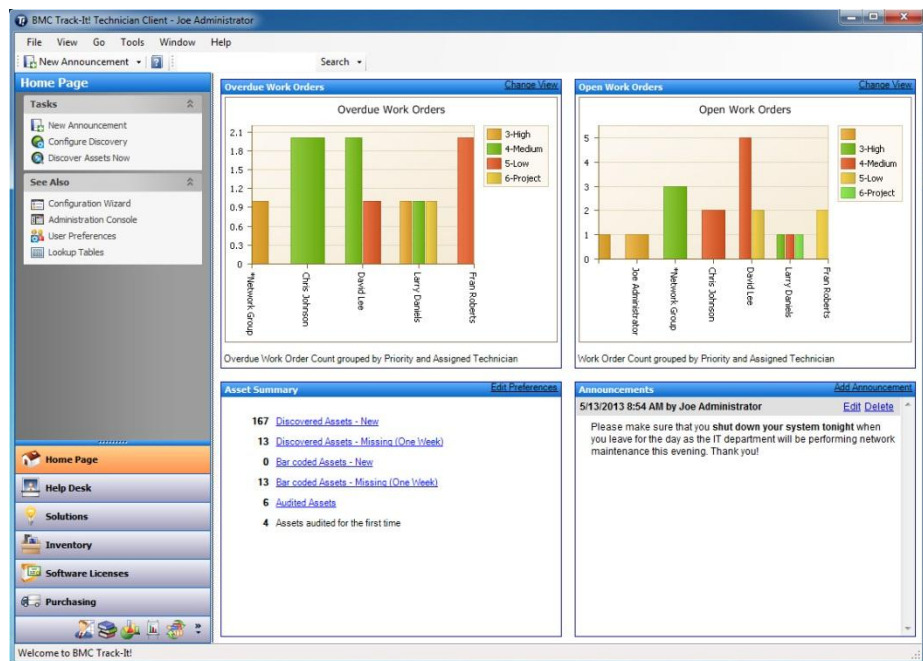 BMC Track-It! Technician Client - Joe Administrator
File View Go Tools Window Help
New Announcement Search
Home Page
Tasks
New Announcement
Configure Discovery
Discover Assets Now
See Also
Configuration Wizard
Administration Console
User Preferences
Lookup Tables
Home Page
Help Desk
Solutions
Inventory
Software Licenses
Purchasing
Overdue Work Orders Change View
Overdue Work Orders
2.1
1.8
1.5
1.2
0.9
0.6
0.3
0
3-High
4-Medium
5-Low
6-Project
*Network Group
Chris Johnson
David Lee
Larry Daniels
Fran Roberts
Overdue Work Order Count grouped by Priority and Assigned Technician
Open Work Orders Change View
Open Work Orders
5
4
3
2
1
0
3-High
4-Medium
5-Low
6-Project
Joe Administrator
*Network Group
Chris Johnson
David Lee
Larry Daniels
Fran Roberts
Work Order Count grouped by Priority and Assigned Technician
Asset Summary Edit Preferences
167 Discovered Assets - New
13 Discovered Assets - Missing (One Week)
0 Bar coded Assets - New
13 Bar coded Assets - Missing (One Week)
6 Audited Assets
4 Assets audited for the first time
Announcements Add Announcement
5/13/2013 8:54 AM by Joe Administrator Edit Delete
Please make sure that you shut down your system tonight when
you leave for the day as the IT department will be performing network
maintenance this evening. Thank you!
Welcome to BMC Track-It!